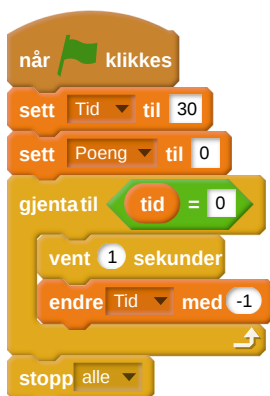 når klikkes
sett Tid til 30
sett Poeng til 0
gjenta til tid = 0
vent 1 sekunder
endre Tid med -1
stopp alle